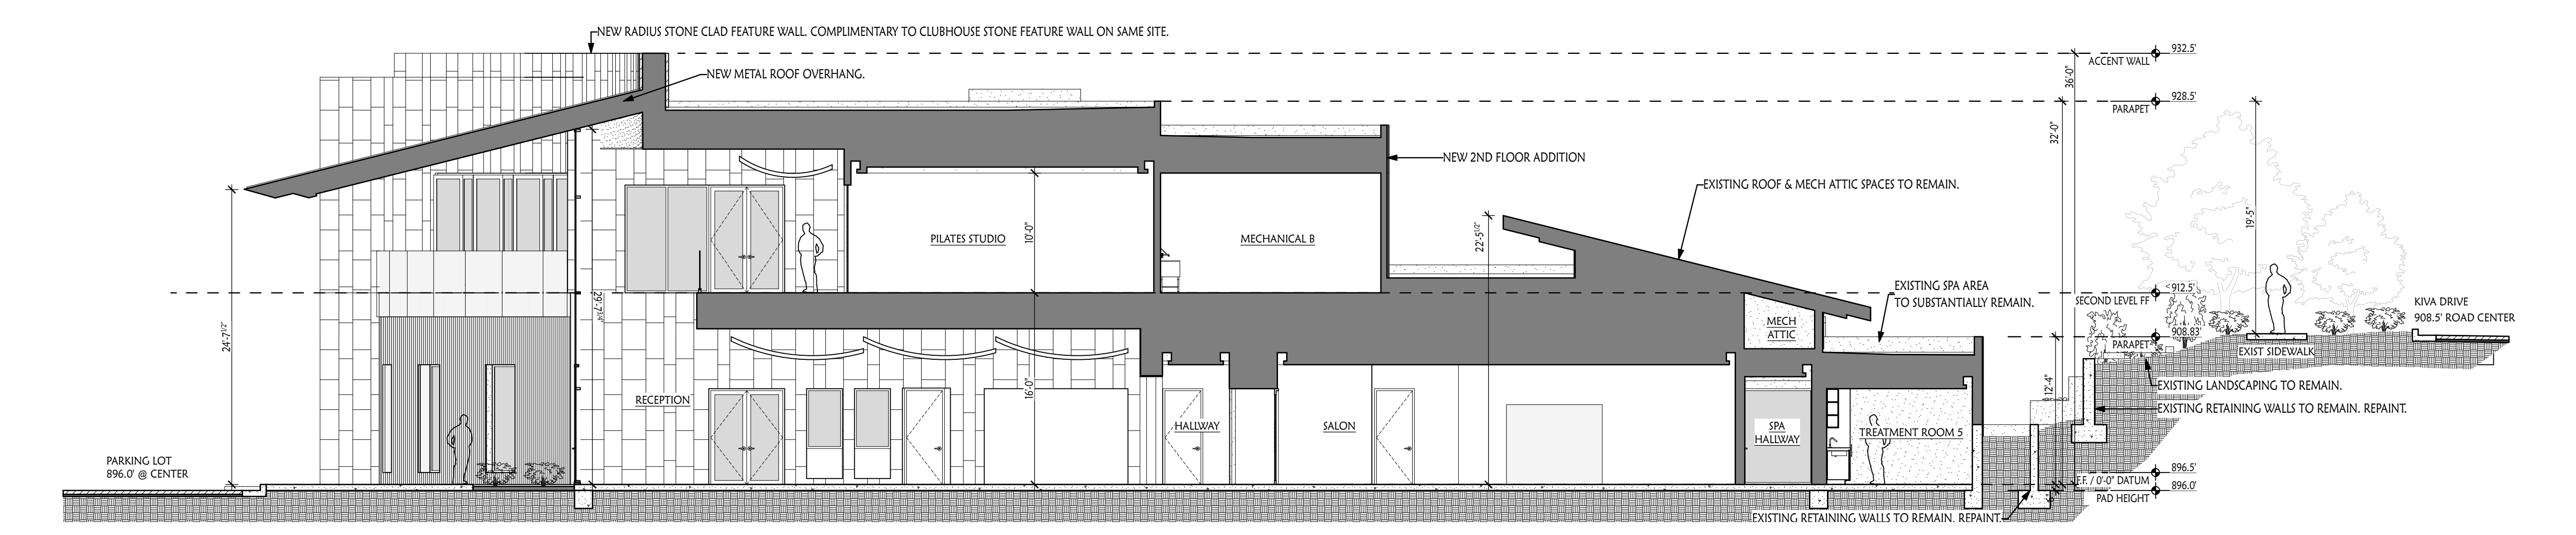 NEW RADIUS STONE CLAD FEATURE WALL. COMPLIMENTARY TO CLUBHOUSE STONE FEATURE WALL ON SAME SITE.
932.5'
ACCENT WALL
NEW METAL ROOF OVERHANG.
36'-0"
928.5'
PARAPET
32'-0"
NEW 2ND FLOOR ADDITION
EXISTING ROOF & MECH ATTIC SPACES TO REMAIN.
19'-5"
PILATES STUDIO
10'-0"
MECHANICAL B
22'-5 1/2"
EXISTING SPA AREA
TO SUBSTANTIALLY REMAIN.
912.5'
SECOND LEVEL FF
KIVA DRIVE
908.5' ROAD CENTER
29'-7 3/4"
24'-7 1/2"
MECH
ATTIC
908.83'
PARAPET
EXIST SIDEWALK
12'-4"
EXISTING LANDSCAPING TO REMAIN.
RECEPTION
16'-0"
EXISTING RETAINING WALLS TO REMAIN. REPAINT.
HALLWAY
SALON
SPA
HALLWAY
TREATMENT ROOM 5
PARKING LOT
896.0' @ CENTER
896.5'
F.F. / 0'-0" DATUM
896.0'
PAD HEIGHT
EXISTING RETAINING WALLS TO REMAIN. REPAINT.